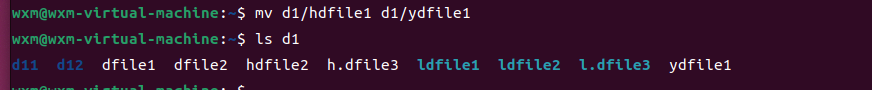 wxm@wxm-virtual-machine:~$ mv d1/hdfile1 d1/ydfile1
wxm@wxm-virtual-machine:~$ ls d1
d11  d12  dfile1  dfile2  hdfile2  h.dfile3  ldfile1  ldfile2  l.dfile3  ydfile1